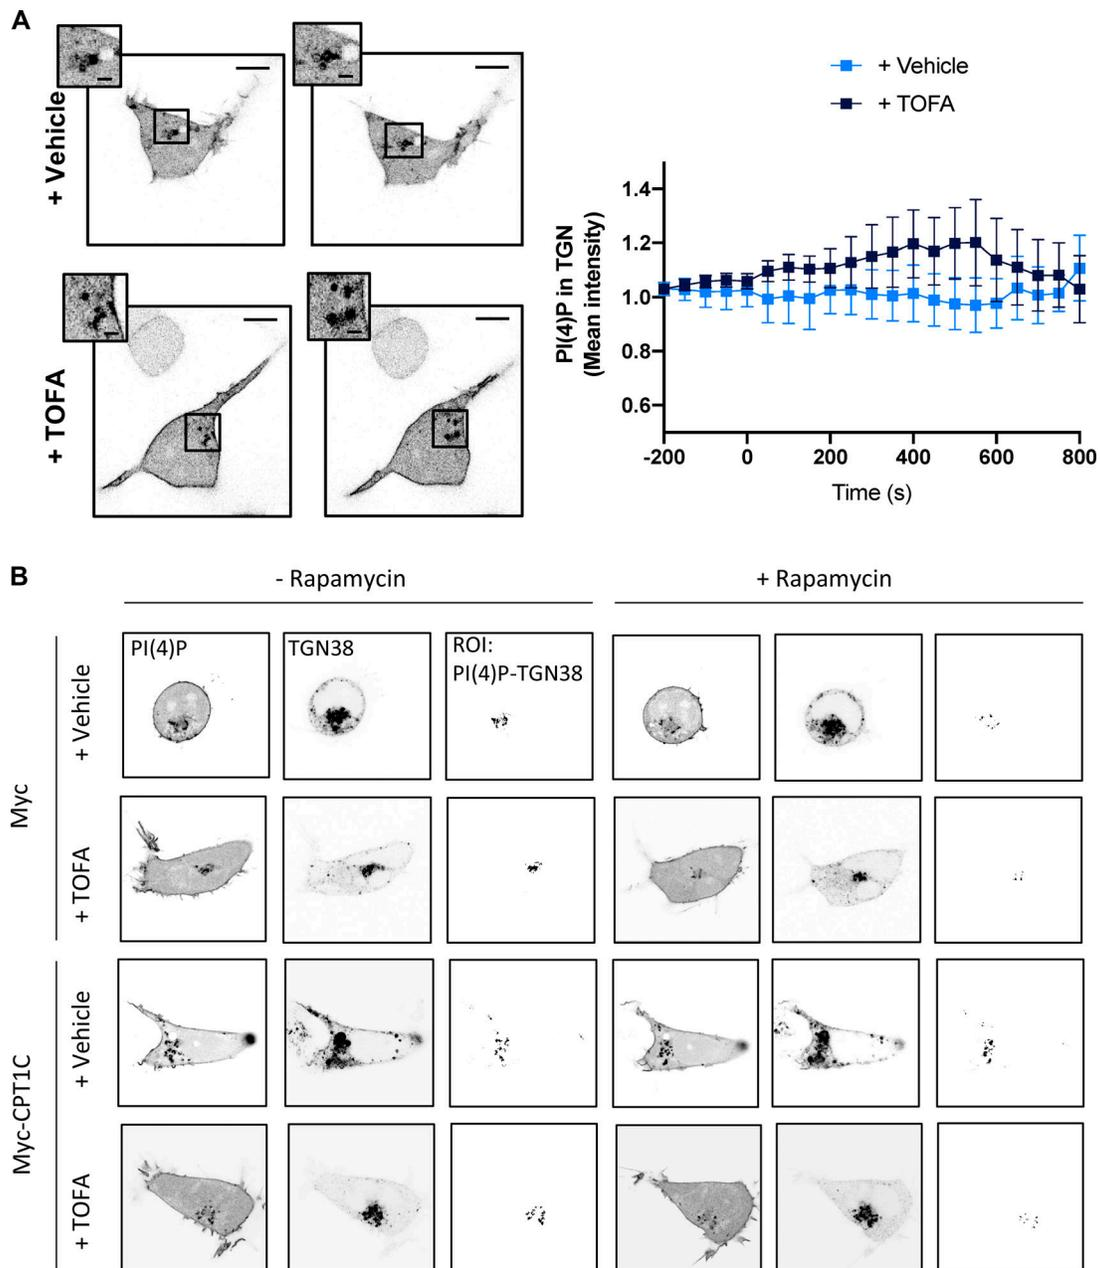 A
+ Vehicle
+ TOFA
+ Vehicle
+ TOFA
PI(4)P in TGN
(Mean intensity)
1.4
1.2
1.0
0.8
0.6
-200 0 200 400 600 800
Time (s)
B
- Rapamycin + Rapamycin
Myc
+ Vehicle
PI(4)P
TGN38
ROI:
PI(4)P-TGN38
+ TOFA
Myc-CPT1C
+ Vehicle
+ TOFA